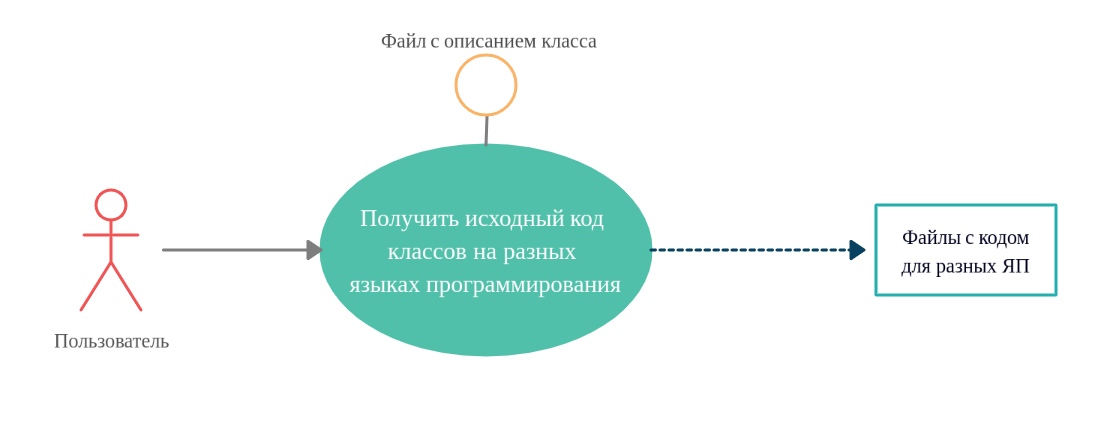 Файл с описанием класса
Получить исходный код
классов на разных
языках программирования
Файлы с кодом
для разных ЯП
Пользователь